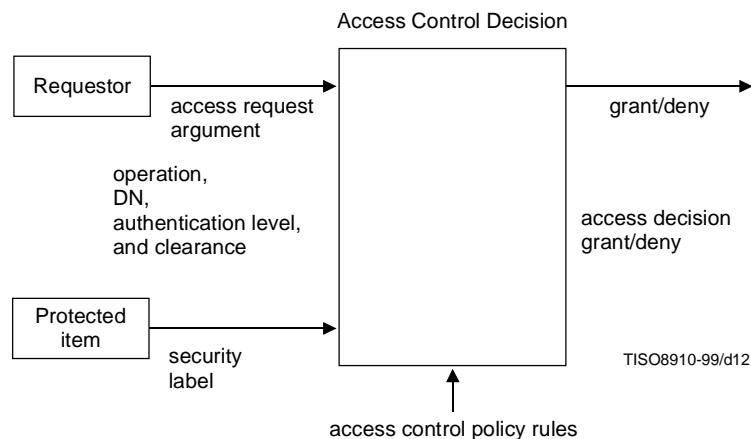 Access Control Decision
Requestor
access request
argument
grant/deny
operation,
DN,
authentication level,
and clearance
access decision
grant/deny
Protected
item
security
label
TISO8910-99/d12
access control policy rules